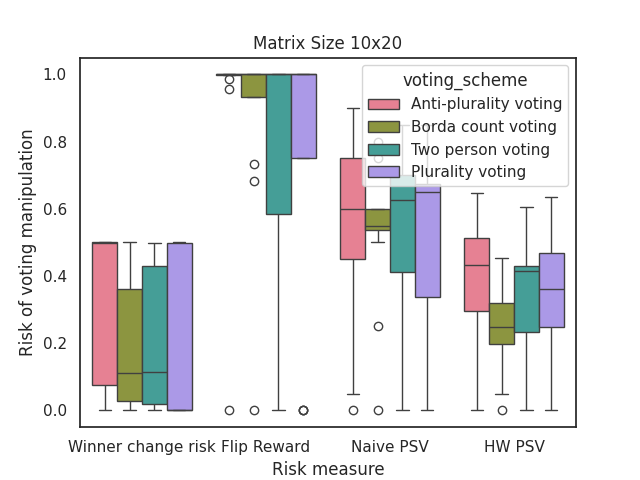 Matrix Size 10x20
voting_scheme
Anti-plurality voting
Borda count voting
Two person voting
Plurality voting
Risk of voting manipulation
1.0
0.8
0.6
0.4
0.2
0.0
Winner change risk Flip Reward Naive PSV HW PSV
Risk measure